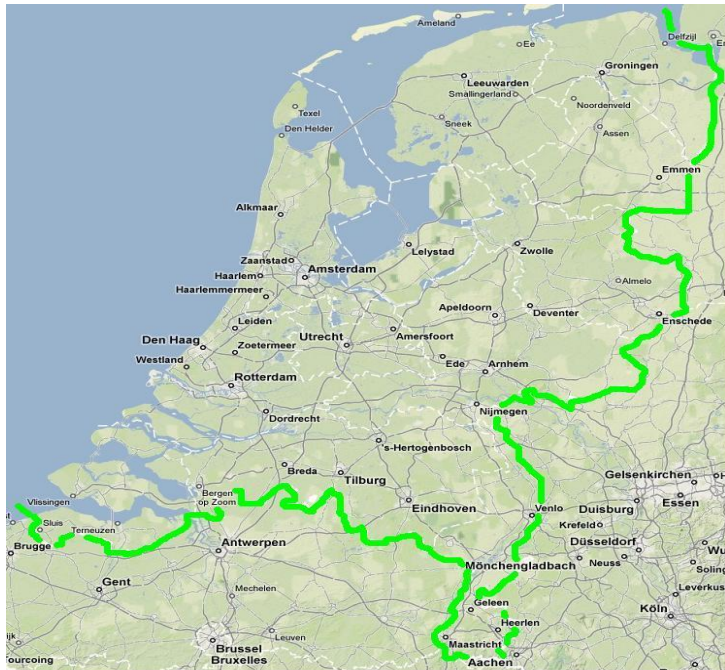 Ameland
Delfzijl
Ee
Groningen
Leeuwarden
Smallingerland
Noordenveld
Texel
Sneek
Assen
Den Helder
Emmen
Alkmaar
Lelystad
Zwolle
Zaanstad
Amsterdam
Haarlem
Haarlemmermeer
Almelo
Apeldoorn
Deventer
Leiden
Enschede
Den Haag
Utrecht
Amersfoort
Zoetermeer
Westland
Ede
Arnhem
Rotterdam
Nijmegen
Dordrecht
's-Hertogenbosch
Breda
Tilburg
Gelsenkirchen
Bergen
op Zoom
Vlissingen
Eindhoven
Venlo
Duisburg
Essen
Sluis
Terneuzen
Krefeld
Brugge
Antwerpen
Düsseldorf
Mönchengladbach
Neuss
Solin
Gent
Mechelen
Leverkus
Geleen
Köln
Heerlen
Brussel
Bruxelles
Leuven
Maastricht
Aachen
ourcoing